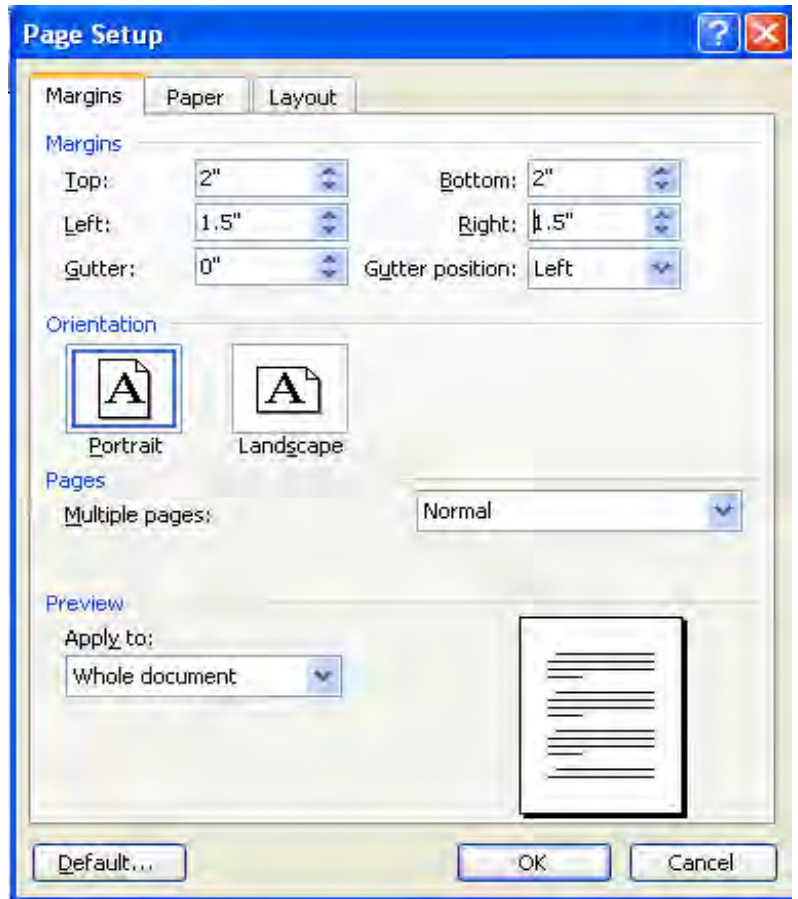 Page Setup
Margins Paper Layout
Margins
Top: 2" Bottom: 2"
Left: 1.5" Right: 1.5"
Gutter: 0" Gutter position: Left
Orientation
A A
Portrait Landscape
Pages
Multiple pages: Normal
Preview
Apply to:
Whole document
Default... OK Cancel